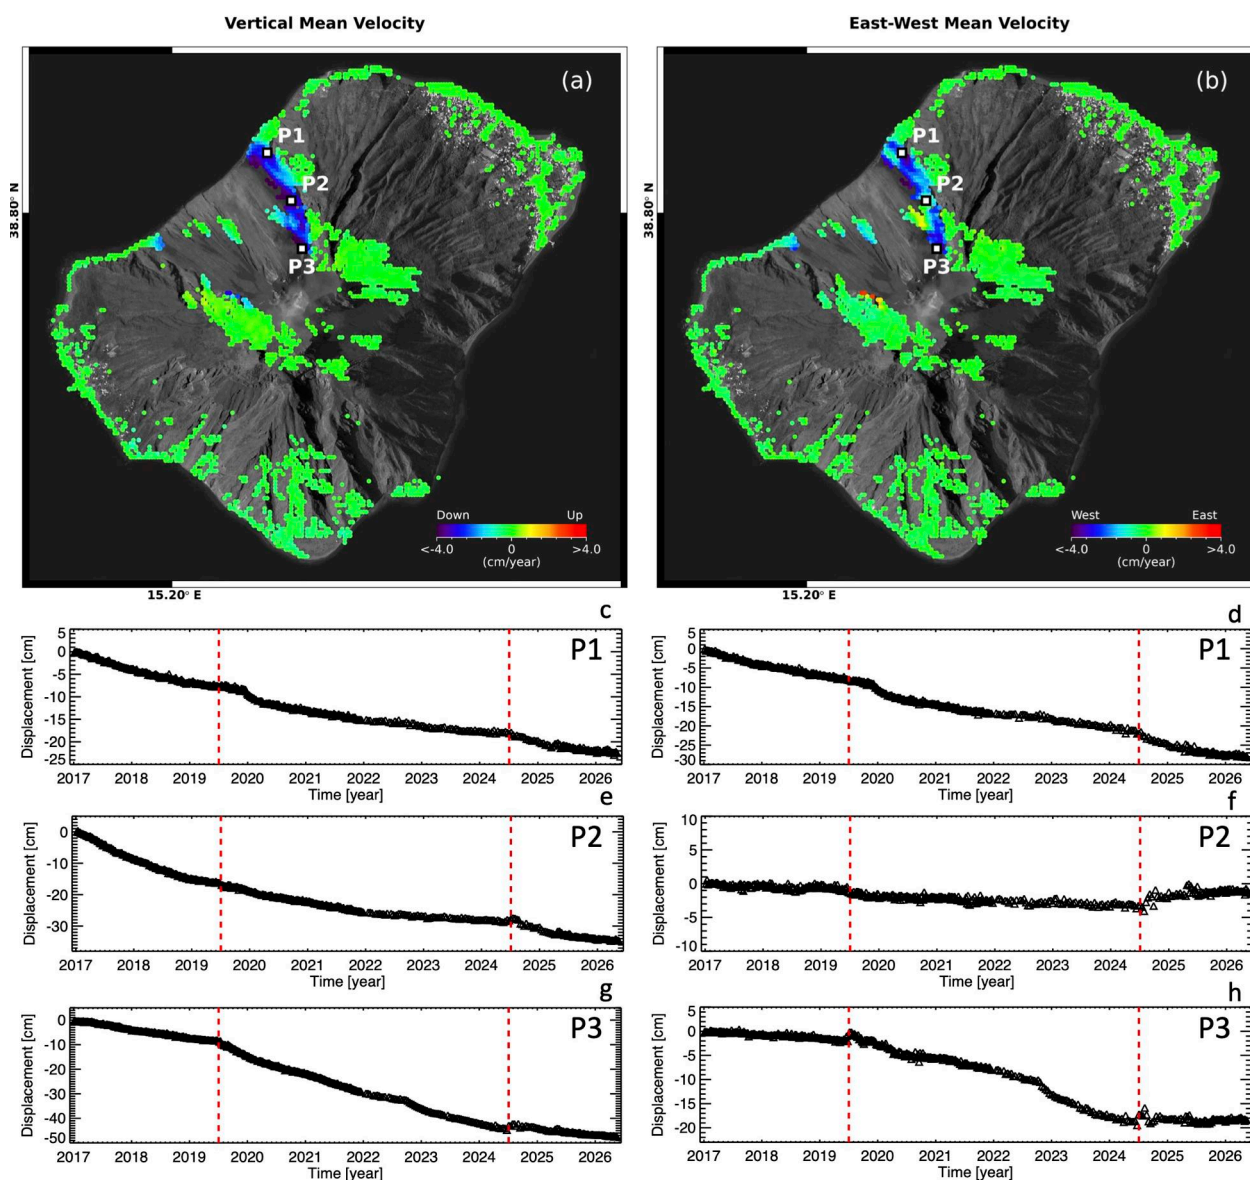 Vertical Mean Velocity
East-West Mean Velocity
(a)
P1
P2
P3
38.80° N
Down Up
<-4.0 0 >4.0
(cm/year)
15.20° E
(b)
P1
P2
P3
38.80° N
West East
<-4.0 0 >4.0
(cm/year)
15.20° E
c
P1
Displacement [cm]
5
0
-5
-10
-15
-20
-25
2017 2018 2019 2020 2021 2022 2023 2024 2025 2026
Time [year]
d
P1
Displacement [cm]
5
0
-5
-10
-15
-20
-25
-30
2017 2018 2019 2020 2021 2022 2023 2024 2025 2026
Time [year]
e
P2
Displacement [cm]
0
-10
-20
-30
2017 2018 2019 2020 2021 2022 2023 2024 2025 2026
Time [year]
f
P2
Displacement [cm]
10
5
0
-5
-10
2017 2018 2019 2020 2021 2022 2023 2024 2025 2026
Time [year]
g
P3
Displacement [cm]
0
-10
-20
-30
-40
-50
2017 2018 2019 2020 2021 2022 2023 2024 2025 2026
Time [year]
h
P3
Displacement [cm]
5
0
-5
-10
-15
-20
2017 2018 2019 2020 2021 2022 2023 2024 2025 2026
Time [year]